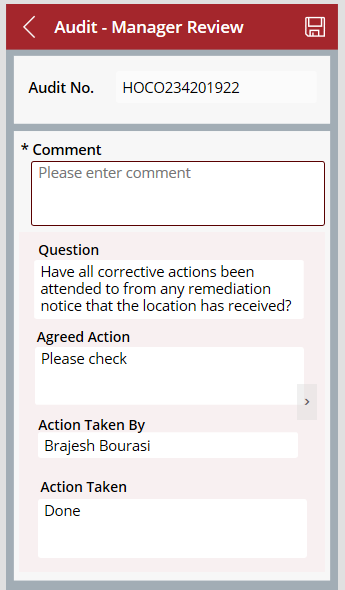 Audit - Manager Review
Audit No. HOCO234201922
* Comment
Please enter comment
Question
Have all corrective actions been
attended to from any remediation
notice that the location has received?
Agreed Action
Please check
Action Taken By
Brajesh Bourasi
Action Taken
Done